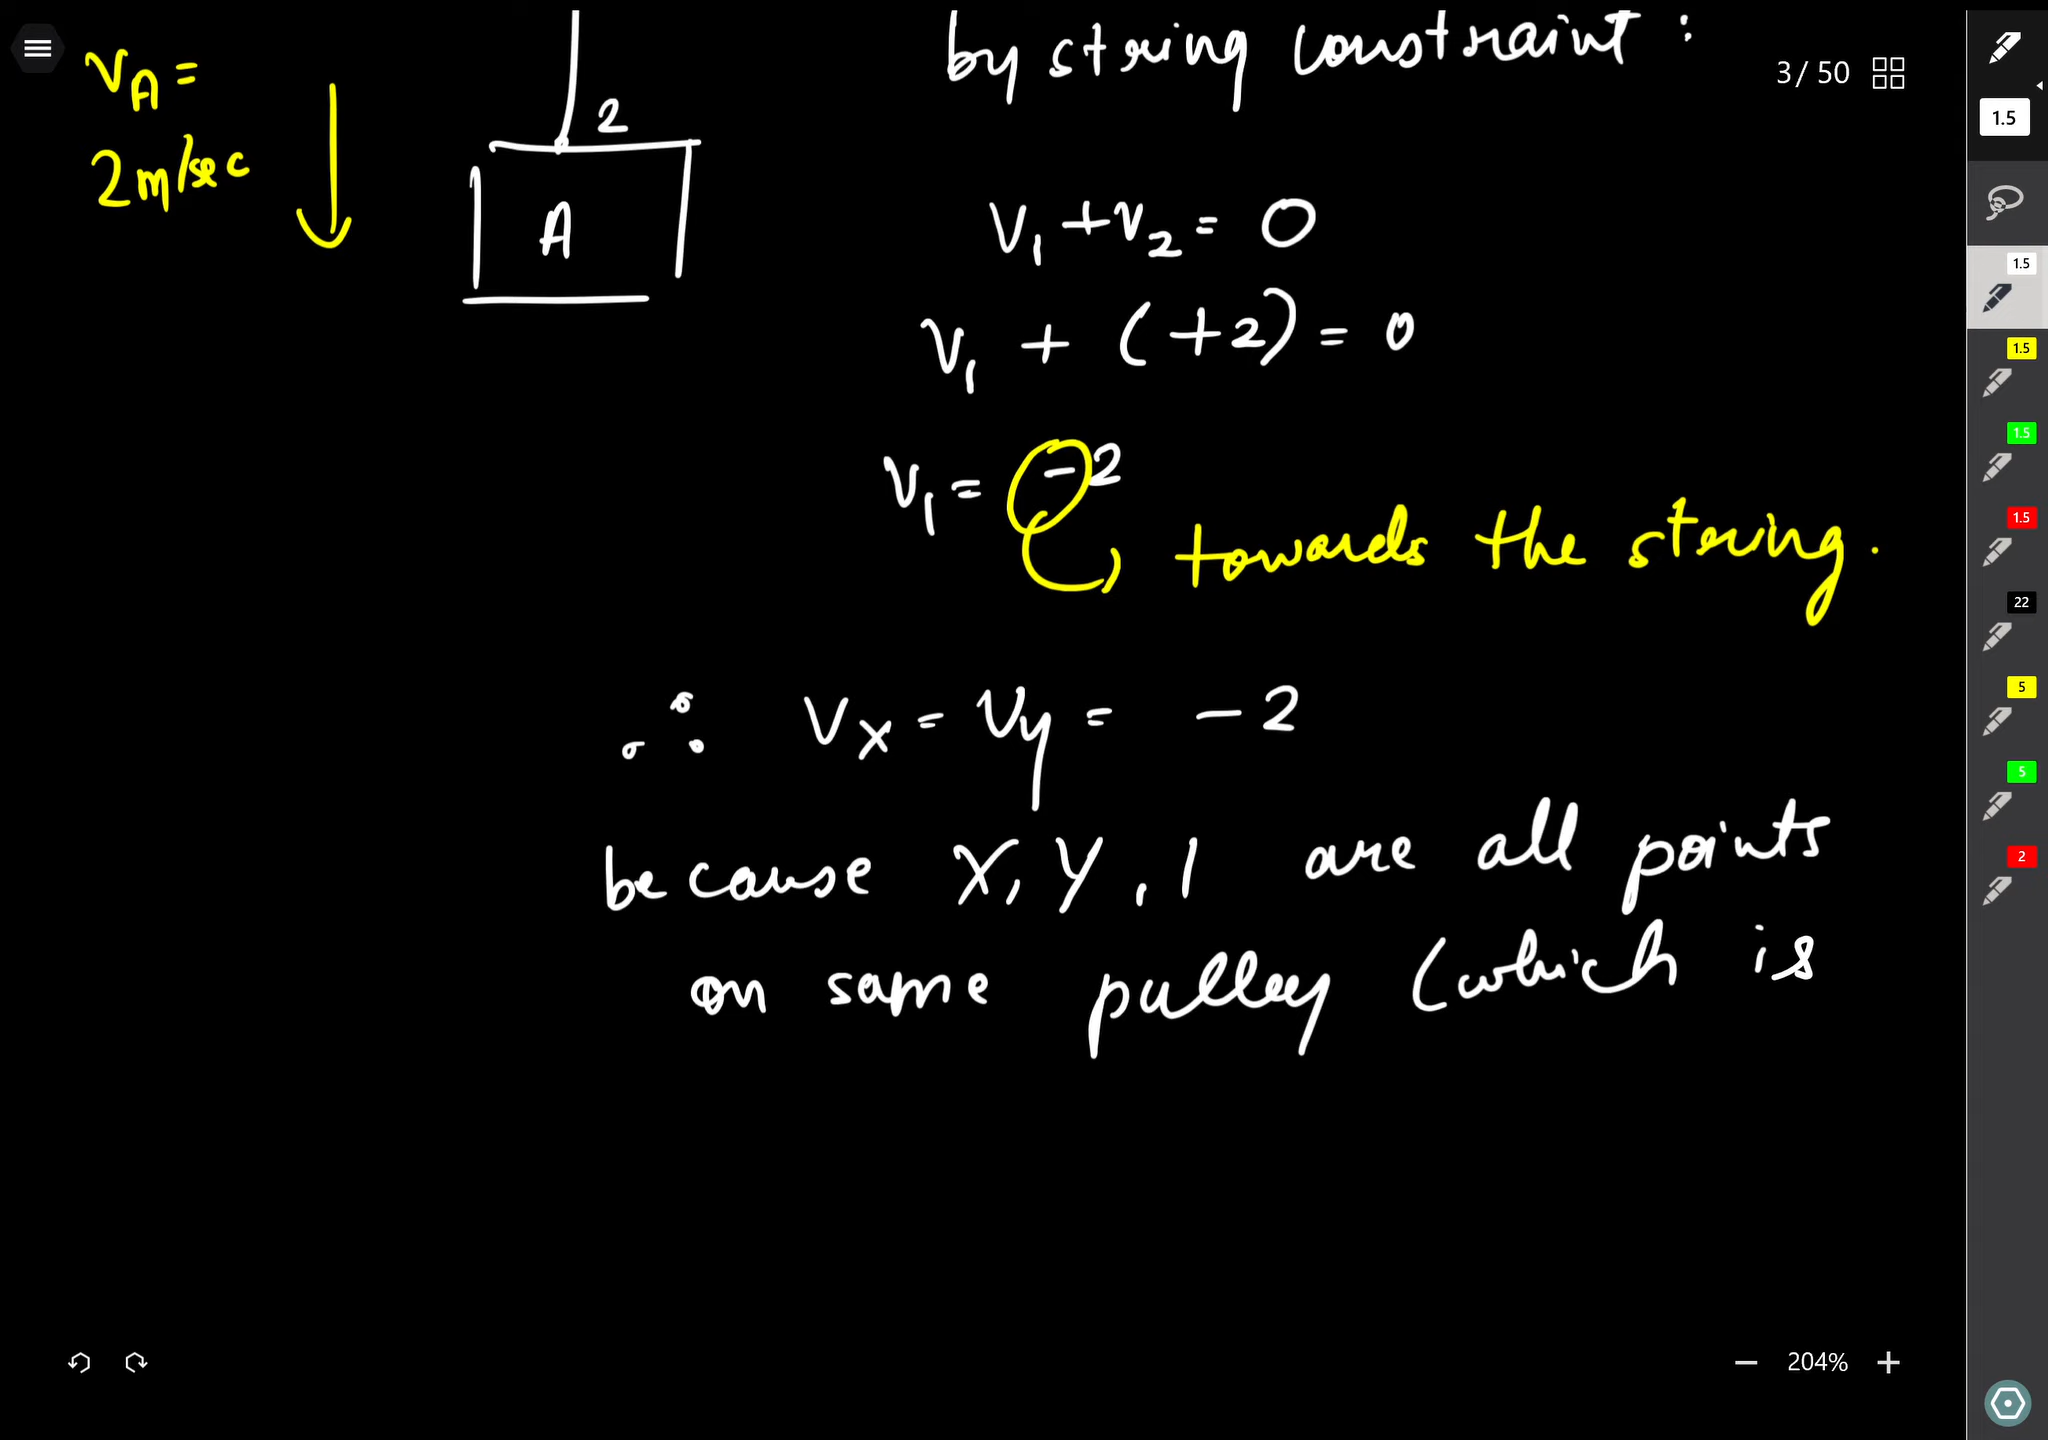 by string constraint :
3/ 50
vA =
2m/sec
2
A
1.5
v1 + v2 = 0
1.5
v1 + (+2) = 0
1.5
1.5
v1 = -2
towards the string.
1.5
22
∴ vx = vy = -2
5
5
because X, Y, 1 are all points
2
on same pulley (which is
204%